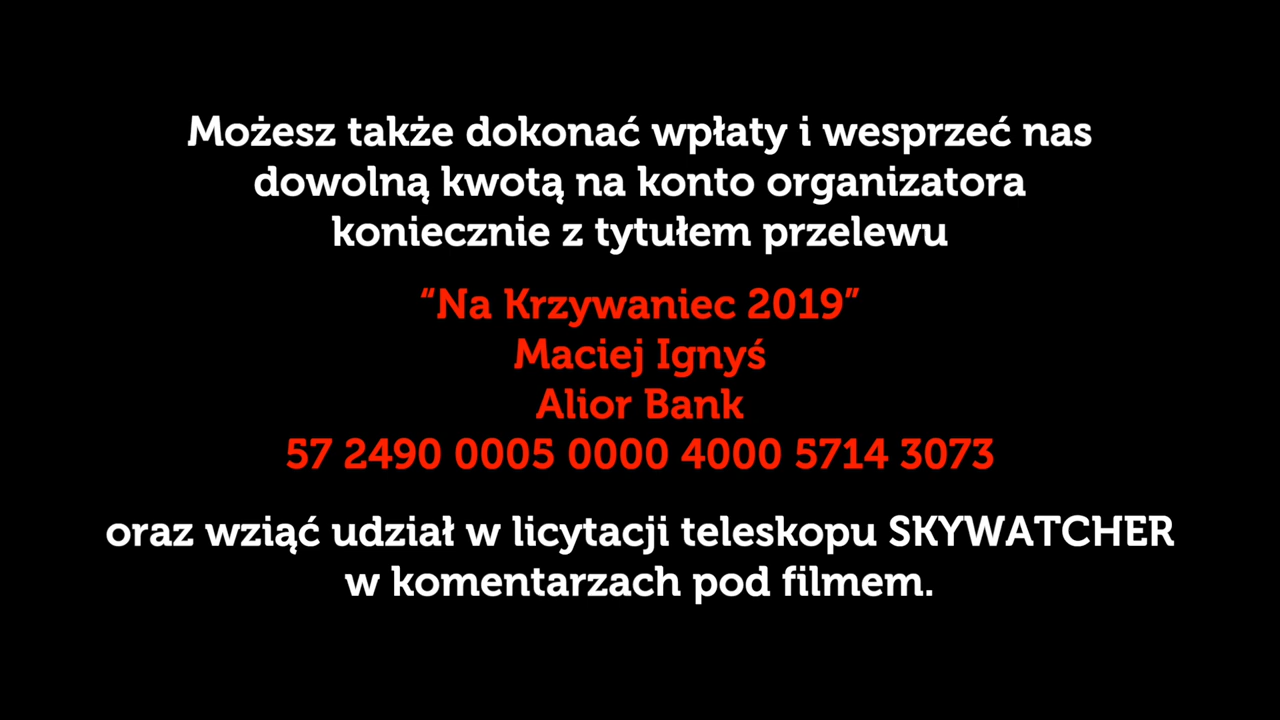 Możesz także dokonać wpłaty i wesprzeć nas
dowolną kwotą na konto organizatora
koniecznie z tytułem przelewu
“Na Krzywaniec 2019”
Maciej Ignyś
Alior Bank
57 2490 0005 0000 4000 5714 3073
oraz wziąć udział w licytacji teleskopu SKYWATCHER
w komentarzach pod filmem.